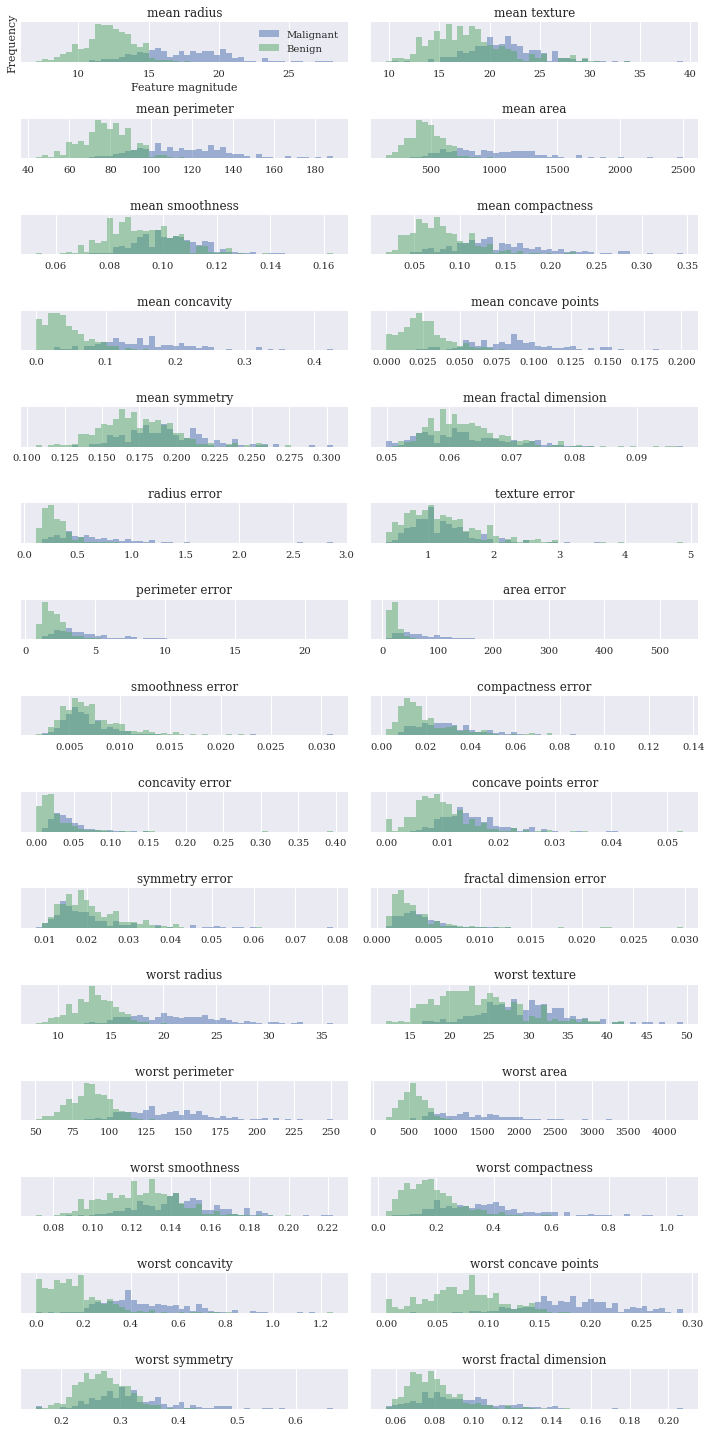 mean radius
mean texture
Frequency
Malignant
Benign
10 15 20 25
10 15 20 25 30 35 40
Feature magnitude
mean perimeter
mean area
40 60 80 100 120 140 160 180
500 1000 1500 2000 2500
mean smoothness
mean compactness
0.06 0.08 0.10 0.12 0.14 0.16
0.05 0.10 0.15 0.20 0.25 0.30 0.35
mean concavity
mean concave points
0.0 0.1 0.2 0.3 0.4
0.000 0.025 0.050 0.075 0.100 0.125 0.150 0.175 0.200
mean symmetry
mean fractal dimension
0.100 0.125 0.150 0.175 0.200 0.225 0.250 0.275 0.300
0.05 0.06 0.07 0.08 0.09
radius error
texture error
0.0 0.5 1.0 1.5 2.0 2.5 3.0
1 2 3 4 5
perimeter error
area error
0 5 10 15 20
0 100 200 300 400 500
smoothness error
compactness error
0.005 0.010 0.015 0.020 0.025 0.030
0.00 0.02 0.04 0.06 0.08 0.10 0.12 0.14
concavity error
concave points error
0.00 0.05 0.10 0.15 0.20 0.25 0.30 0.35 0.40
0.00 0.01 0.02 0.03 0.04 0.05
symmetry error
fractal dimension error
0.01 0.02 0.03 0.04 0.05 0.06 0.07 0.08
0.000 0.005 0.010 0.015 0.020 0.025 0.030
worst radius
worst texture
10 15 20 25 30 35
15 20 25 30 35 40 45 50
worst perimeter
worst area
50 75 100 125 150 175 200 225 250
0 500 1000 1500 2000 2500 3000 3500 4000
worst smoothness
worst compactness
0.08 0.10 0.12 0.14 0.16 0.18 0.20 0.22
0.0 0.2 0.4 0.6 0.8 1.0
worst concavity
worst concave points
0.0 0.2 0.4 0.6 0.8 1.0 1.2
0.00 0.05 0.10 0.15 0.20 0.25 0.30
worst symmetry
worst fractal dimension
0.2 0.3 0.4 0.5 0.6
0.06 0.08 0.10 0.12 0.14 0.16 0.18 0.20